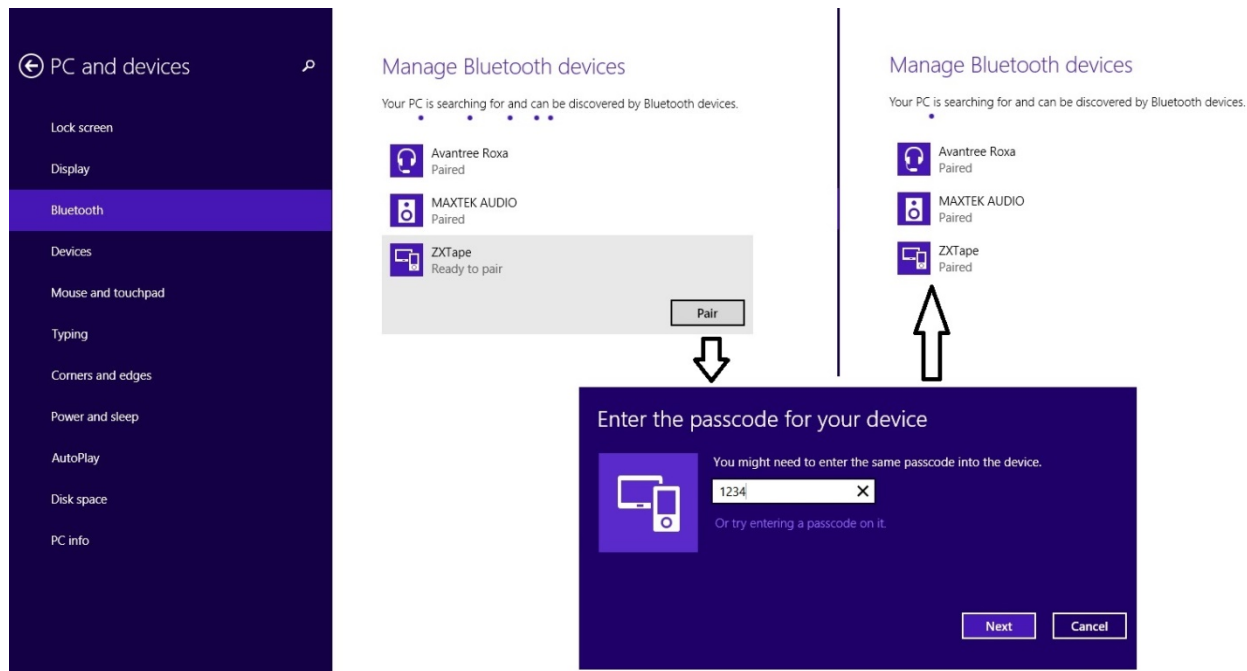 PC and devices
Lock screen
Display
Bluetooth
Devices
Mouse and touchpad
Typing
Corners and edges
Power and sleep
AutoPlay
Disk space
PC info
Manage Bluetooth devices
Your PC is searching for and can be discovered by Bluetooth devices.
Avantree Roxa
Paired
MAXTEK AUDIO
Paired
ZXTape
Ready to pair
Pair
Manage Bluetooth devices
Your PC is searching for and can be discovered by Bluetooth devices.
Avantree Roxa
Paired
MAXTEK AUDIO
Paired
ZXTape
Paired
Enter the passcode for your device
You might need to enter the same passcode into the device.
1234
Or try entering a passcode on it.
Next
Cancel